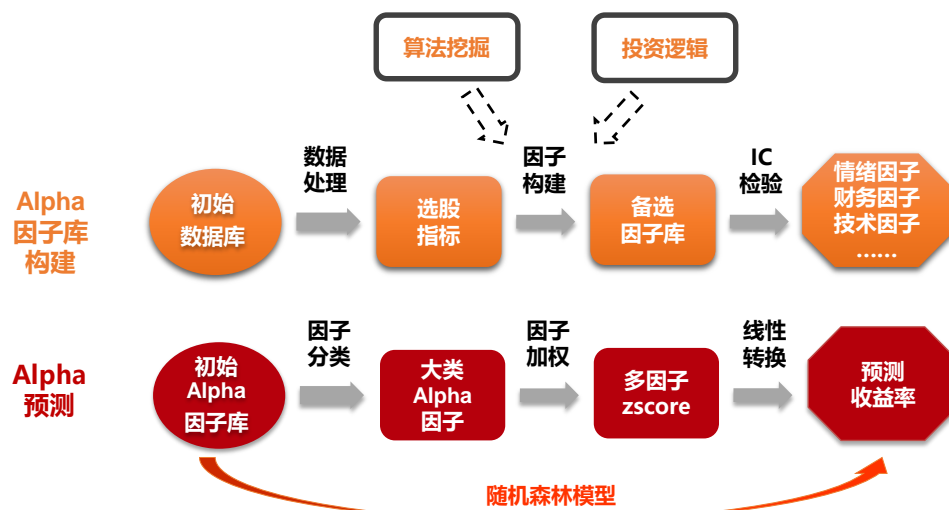 算法挖掘
投资逻辑
数据
处理
因子
构建
IC
检验
Alpha
因子库
构建
初始
数据库
选股
指标
备选
因子库
情绪因子
财务因子
技术因子
……
因子
分类
因子
加权
线性
转换
Alpha
预测
初始
Alpha
因子库
大类
Alpha
因子
多因子
zscore
预测
收益率
随机森林模型